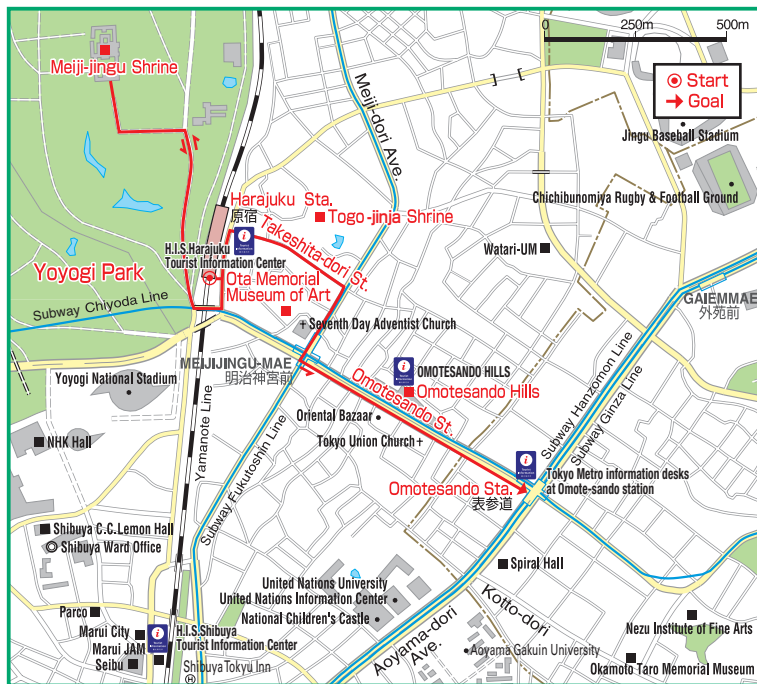 0 250m 500m
Start
Goal
Meiji-jingu Shrine
Meiji-dori Ave.
Jingu Baseball Stadium
Chichibunomiya Rugby & Football Ground
Harajuku Sta.
原宿
Togo-jinja Shrine
H.I.S.Harajuku
Tourist Information Center
Takeshita-dori St.
Watari-UM
Yoyogi Park
Ota Memorial
Museum of Art
Subway Chiyoda Line
GAIEMMAE
外苑前
Seventh Day Adventist Church
MEIJIJINGU-MAE
明治神宮前
OMOTESANDO HILLS
Omotesando Hills
Yoyogi National Stadium
Omotesando St.
Subway Hanzomon Line
Subway Ginza Line
Oriental Bazaar
Tokyo Union Church
NHK Hall
Yamanote Line
Subway Fukutoshin Line
Omotesando Sta.
表参道
Tokyo Metro information desks
at Omote-sando station
Shibuya C.C.Lemon Hall
Shibuya Ward Office
Spiral Hall
United Nations University
United Nations Information Center
National Children's Castle
Kotto-dori
Parco
Marui City
Marui JAM
Seibu
H.I.S.Shibuya
Tourist Information Center
Shibuya Tokyu Inn
H
Aoyama-dori
Ave.
Aoyama Gakuin University
Nezu Institute of Fine Arts
Okamoto Taro Memorial Museum